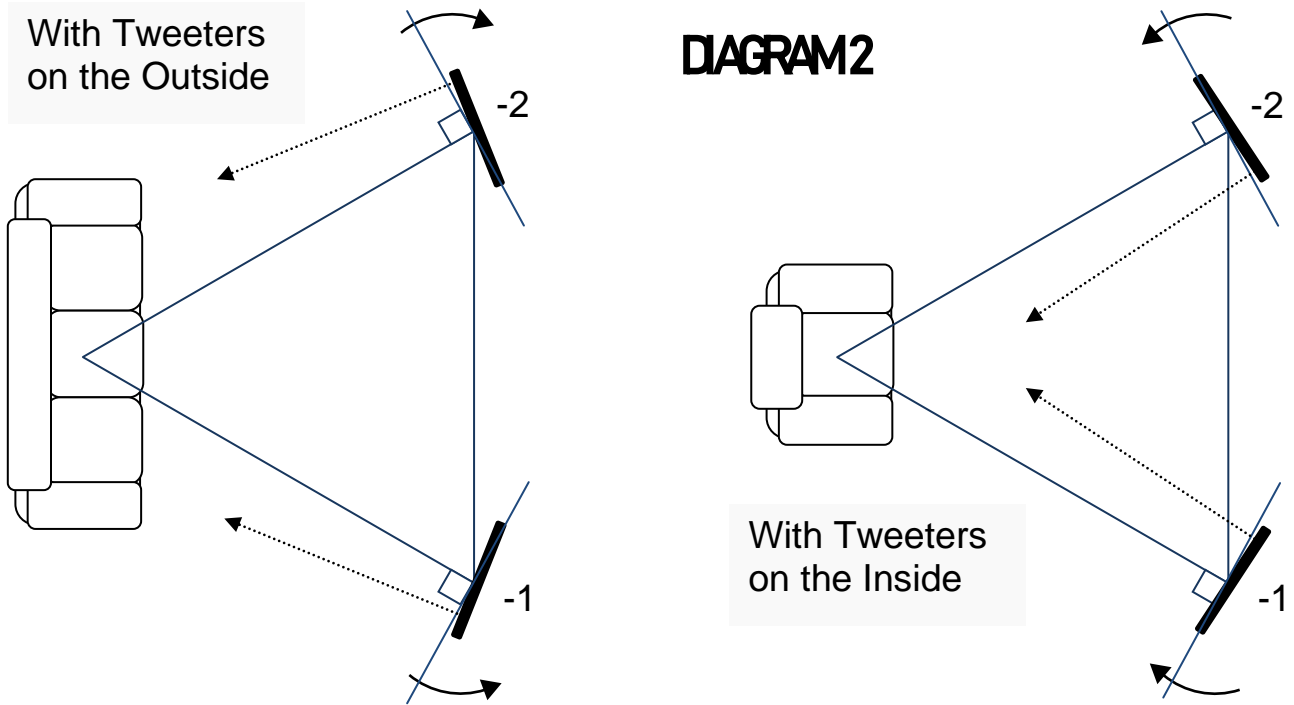 With Tweeters
on the Outside
-2
-1
DIAGRAM 2
-2
With Tweeters
on the Inside
-1